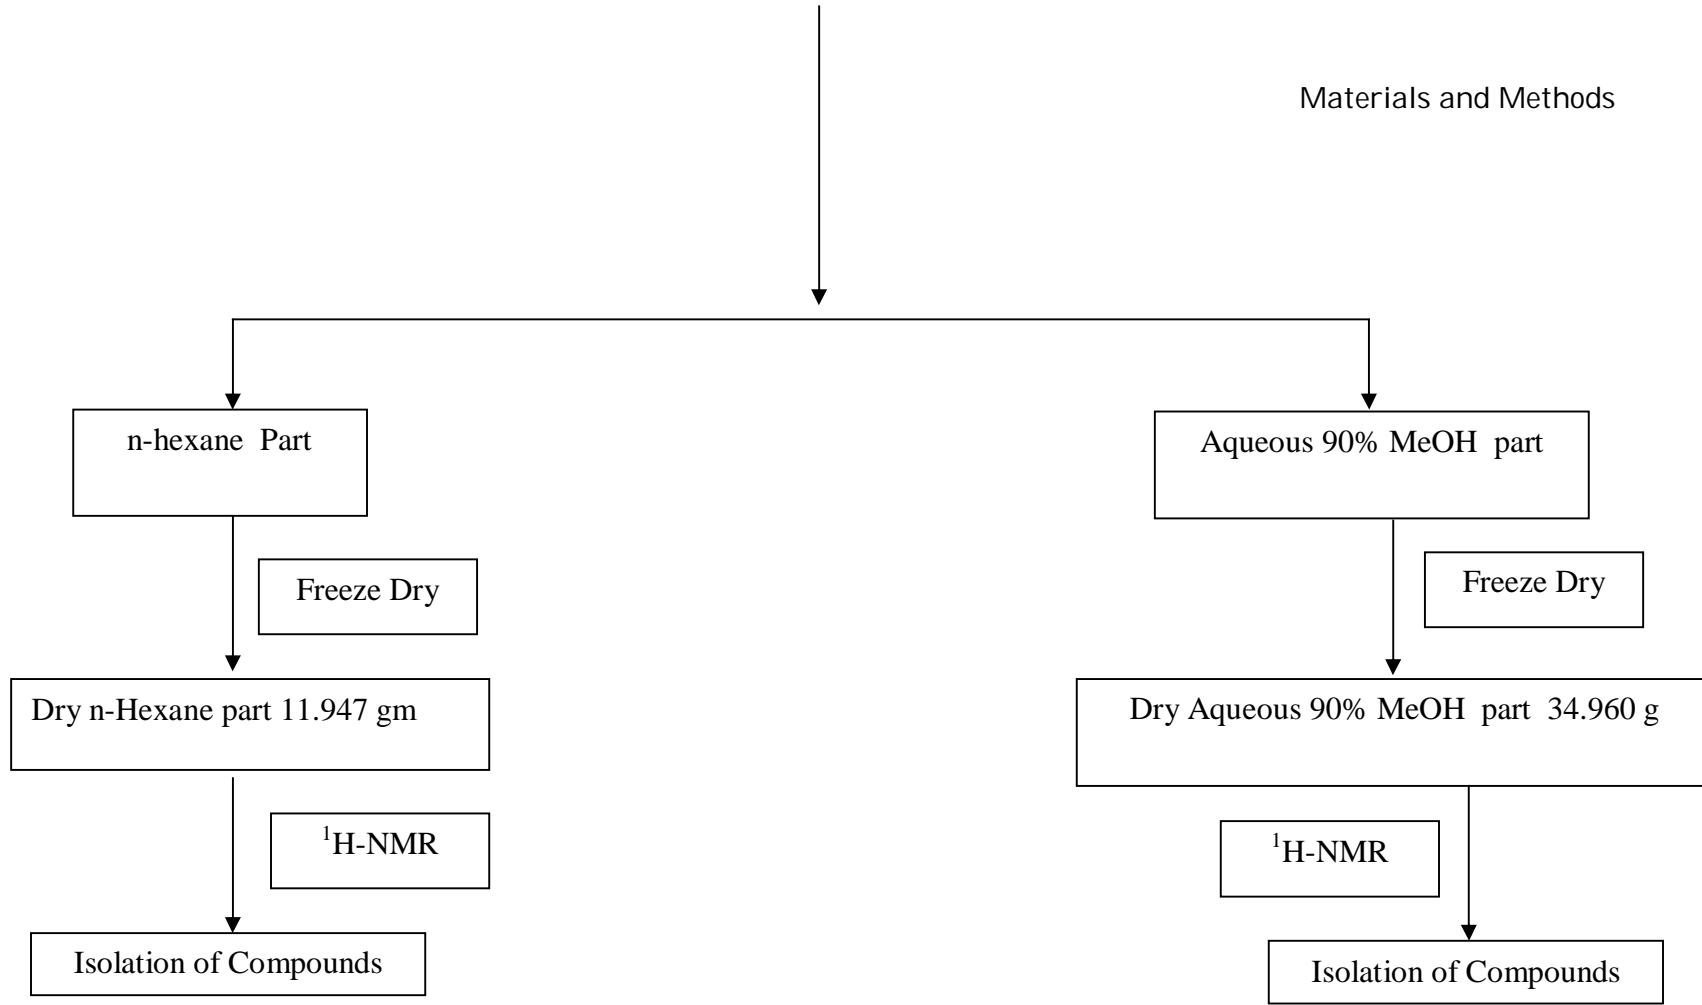 Materials and Methods
n-hexane Part
Aqueous 90% MeOH part
Freeze Dry
Freeze Dry
Dry n-Hexane part 11.947 gm
Dry Aqueous 90% MeOH part 34.960 g
¹H-NMR
¹H-NMR
Isolation of Compounds
Isolation of Compounds